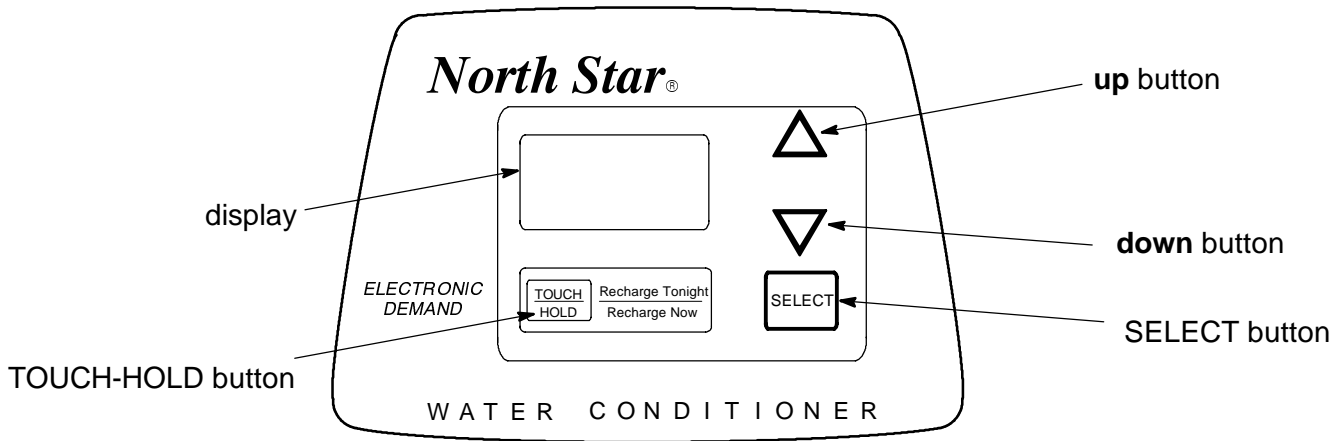 North Star®
up button
display
down button
ELECTRONIC
DEMAND
TOUCH
HOLD
Recharge Tonight
Recharge Now
SELECT
SELECT button
TOUCH-HOLD button
WATER CONDITIONER